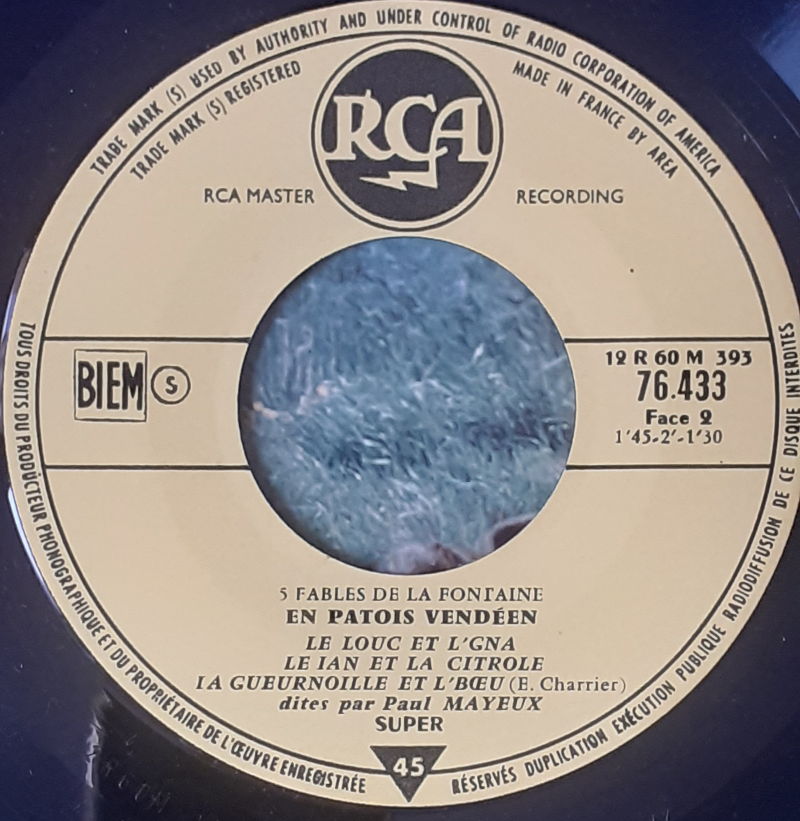 TRADE MARK (S) USED BY AUTHORITY AND UNDER CONTROL OF RADIO CORPORATION OF AMERICA
TRADE MARK (S) REGISTERED
MADE IN FRANCE BY AREA
RCA
RCA MASTER
RECORDING
BIEM S
12 R 60 M 393
76.433
Face 2
1'45-2'-1'30
5 FABLES DE LA FONTAINE
EN PATOIS VENDÉEN
LE LOUC ET L'GNA
LE IAN ET LA CITROLE
LA GUEURNOILLE ET L'BŒU (E. Charrier)
dites par Paul MAYEUX
SUPER
45
TOUS DROITS DU PRODUCTEUR PHONOGRAPHIQUE ET DU PROPRIÉTAIRE DE L'ŒUVRE ENREGISTRÉE
RÉSERVÉS DUPLICATION EXÉCUTION PUBLIQUE RADIODIFFUSION DE CE DISQUE INTERDITES